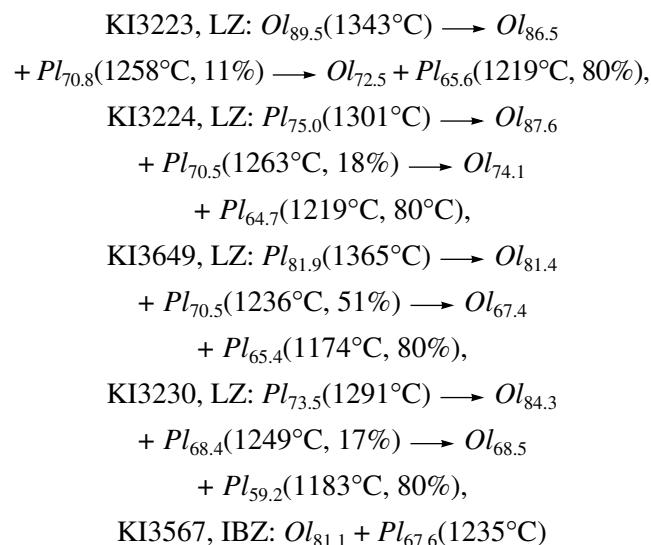 KI3223, LZ: Ol₈₉.₅(1343°C) ⟶ Ol₈₆.₅
+ Pl₇₀.₈(1258°C, 11%) ⟶ Ol₇₂.₅ + Pl₆₅.₆(1219°C, 80%),
KI3224, LZ: Pl₇₅.₀(1301°C) ⟶ Ol₈₇.₆
+ Pl₇₀.₅(1263°C, 18%) ⟶ Ol₇₄.₁
+ Pl₆₄.₇(1219°C, 80°C),
KI3649, LZ: Pl₈₁.₉(1365°C) ⟶ Ol₈₁.₄
+ Pl₇₀.₅(1236°C, 51%) ⟶ Ol₆₇.₄
+ Pl₆₅.₄(1174°C, 80%),
KI3230, LZ: Pl₇₃.₅(1291°C) ⟶ Ol₈₄.₃
+ Pl₆₈.₄(1249°C, 17%) ⟶ Ol₆₈.₅
+ Pl₅₉.₂(1183°C, 80%),
KI3567, IBZ: Ol₈₁.₁ + Pl₆₇.₆(1235°C)